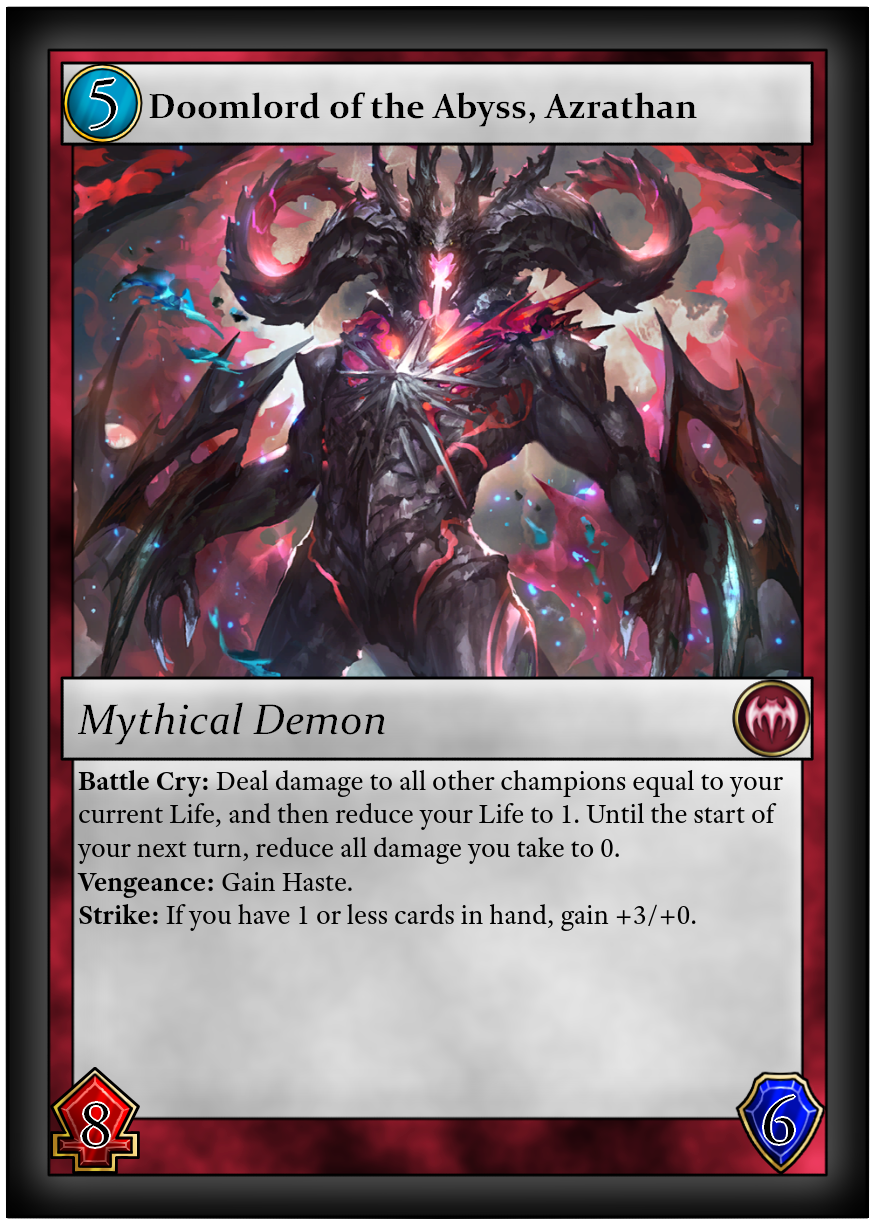 5
Doomlord of the Abyss, Azrathan
Mythical Demon
Battle Cry: Deal damage to all other champions equal to your
current Life, and then reduce your Life to 1. Until the start of
your next turn, reduce all damage you take to 0.
Vengeance: Gain Haste.
Strike: If you have 1 or less cards in hand, gain +3/+0.
8
6